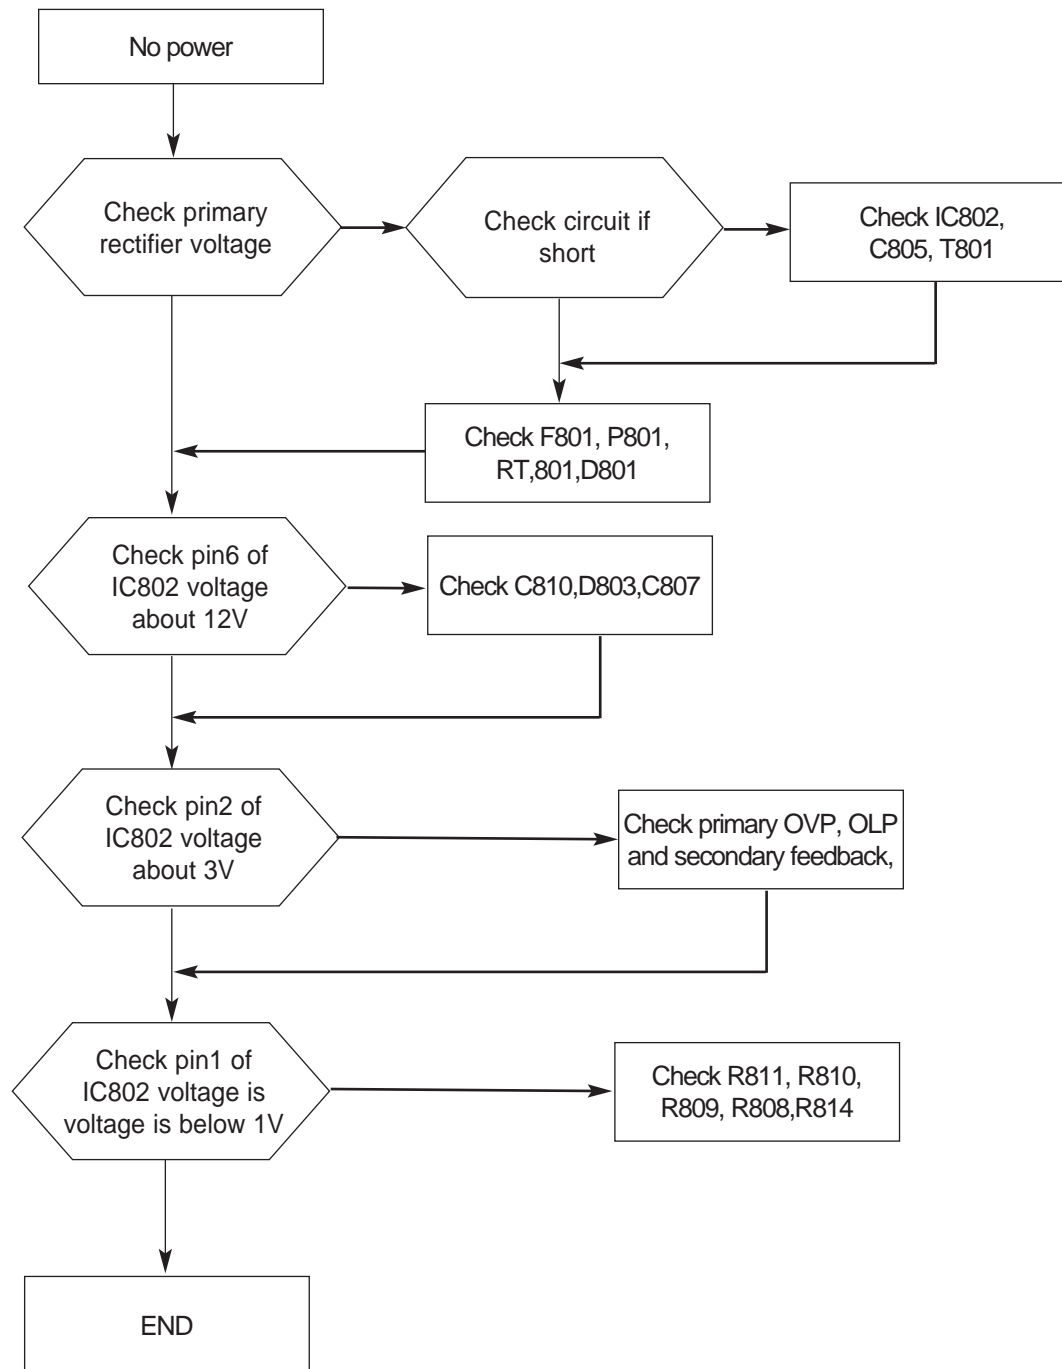 No power
Check primary
rectifier voltage
Check circuit if
short
Check IC802,
C805, T801
Check F801, P801,
RT,801,D801
Check pin6 of
IC802 voltage
about 12V
Check C810,D803,C807
Check pin2 of
IC802 voltage
about 3V
Check primary OVP, OLP
and secondary feedback,
Check pin1 of
IC802 voltage is
voltage is below 1V
Check R811, R810,
R809, R808,R814
END